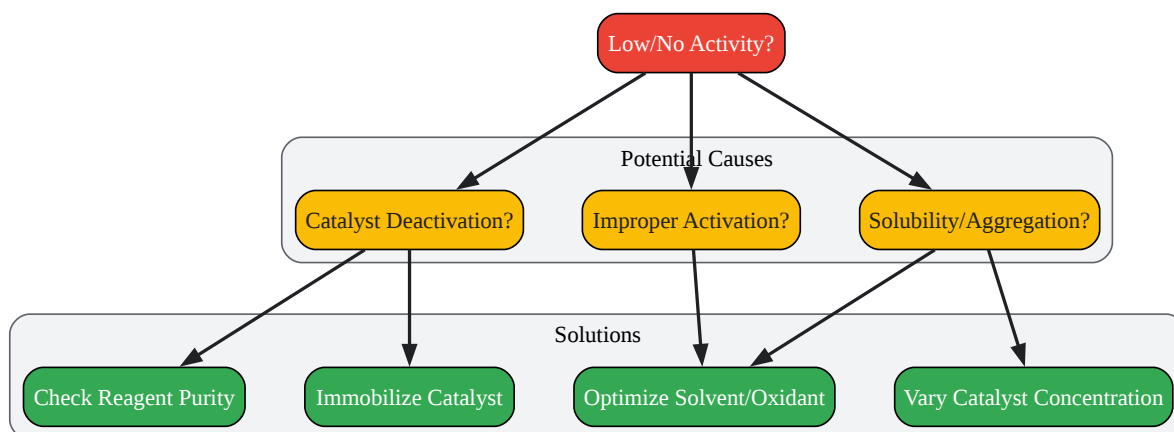 Low/No Activity?
Potential Causes
Catalyst Deactivation?
Improper Activation?
Solubility/Aggregation?
Solutions
Check Reagent Purity
Immobilize Catalyst
Optimize Solvent/Oxidant
Vary Catalyst Concentration